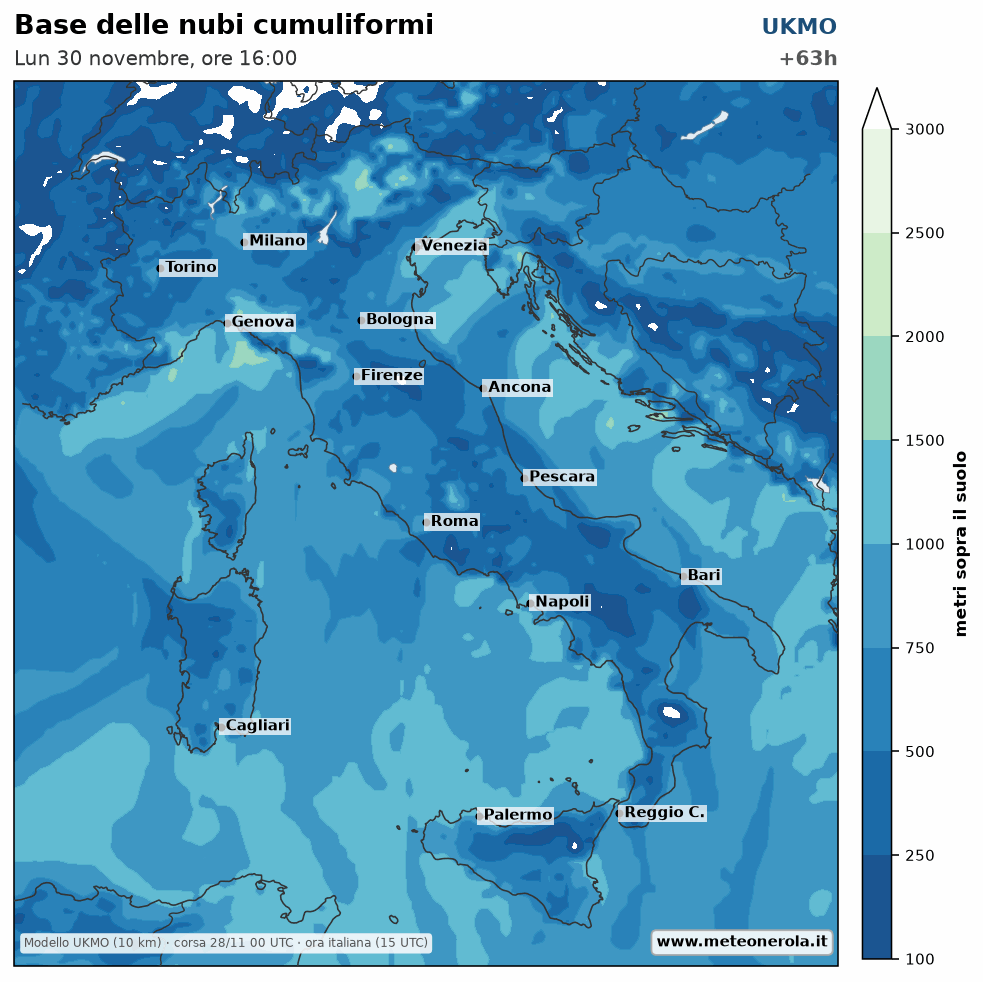 Base delle nubi cumuliformi
UKMO
Lun 30 novembre, ore 16:00
+63h
3000
2500
2000
1500
1000
750
500
250
100
metri sopra il suolo
Milano
Venezia
Torino
Genova
Bologna
Firenze
Ancona
Pescara
Roma
Bari
Napoli
Cagliari
Palermo
Reggio C.
Modello UKMO (10 km) · corsa 28/11 00 UTC · ora italiana (15 UTC)
www.meteonerola.it